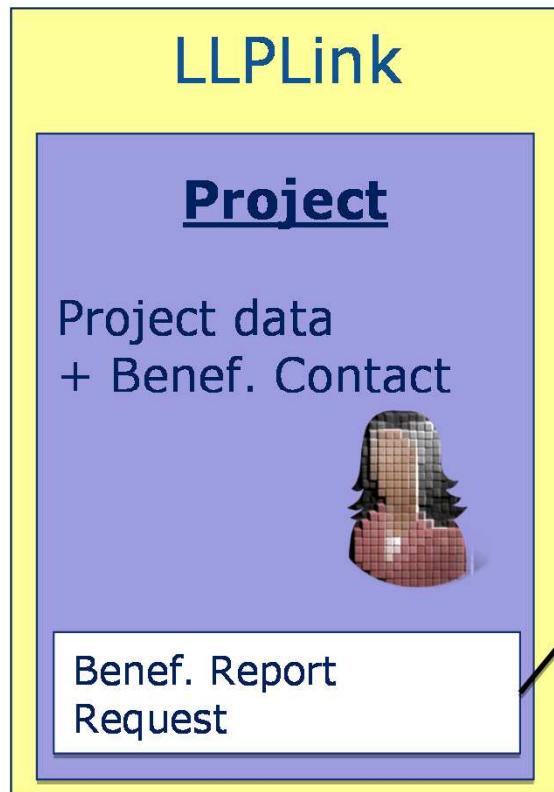 LLPLink
Project
Project data
+ Benef. Contact
Benef. Report
Request